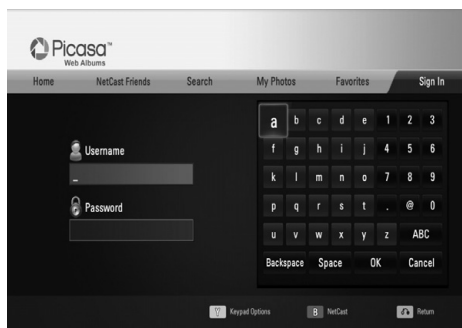 Picasa™
Web Albums
Home NetCast Friends Search My Photos Favorites Sign In
Username
_
Password
a b c d e 1 2 3
f g h i j 4 5 6
k l m n o 7 8 9
p q r s t . @ 0
u v w x y z ABC
Backspace Space OK Cancel
Y Keypad Options B NetCast Return